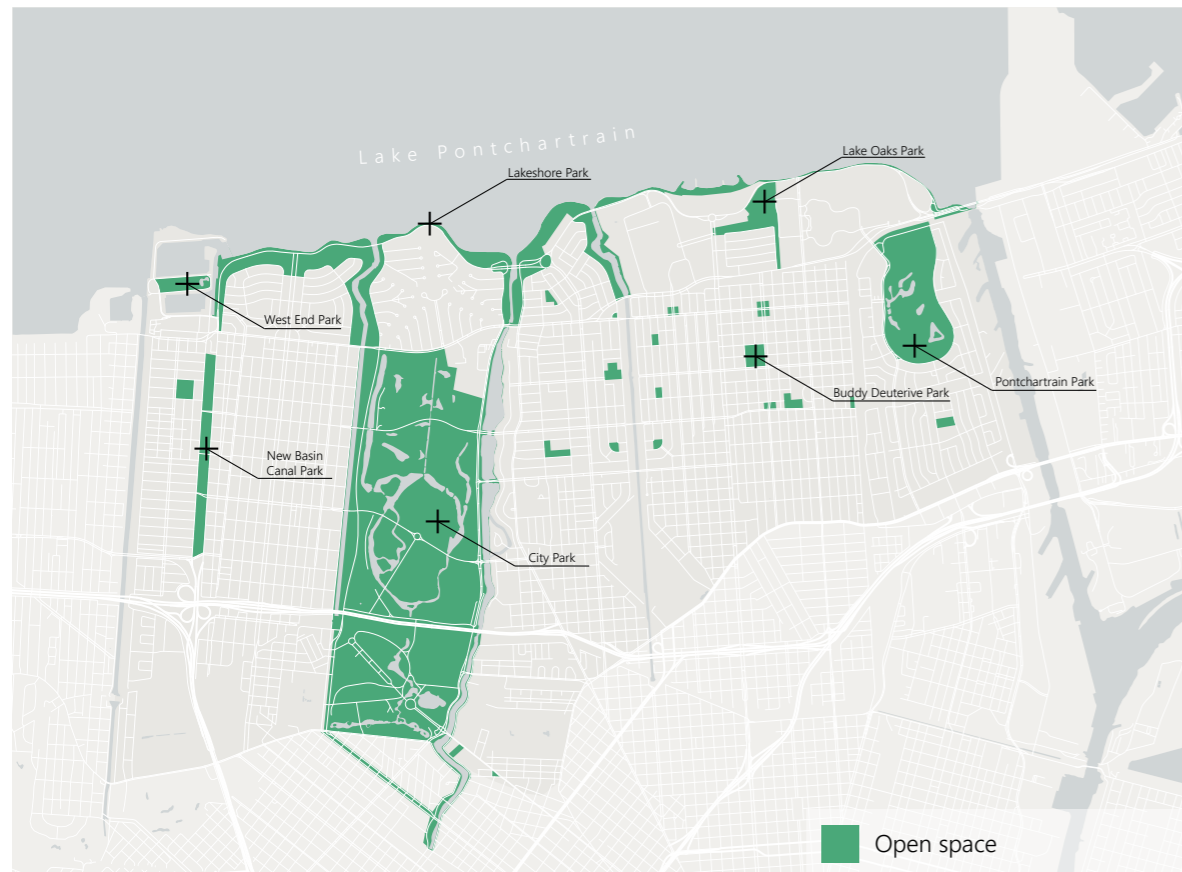 Lake Pontchartrain
Lake Oaks Park
Lakeshore Park
West End Park
Pontchartrain Park
Buddy Deuterive Park
New Basin
Canal Park
City Park
Open space